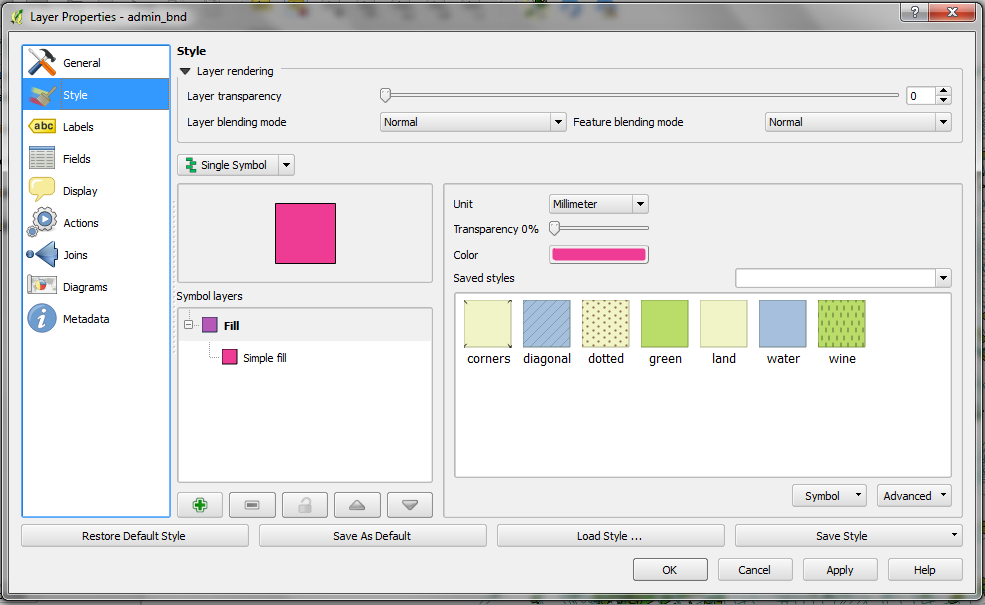 Layer Properties - admin_bnd
?
General
Style
abc Labels
Fields
Display
Actions
Joins
Diagrams
i Metadata
Style
Layer rendering
Layer transparency 0
Layer blending mode Normal Feature blending mode Normal
Single Symbol
Symbol layers
Fill
Simple fill
Unit Millimeter
Transparency 0%
Color
Saved styles
corners diagonal dotted green land water wine
Symbol Advanced
Restore Default Style Save As Default Load Style ... Save Style
OK Cancel Apply Help